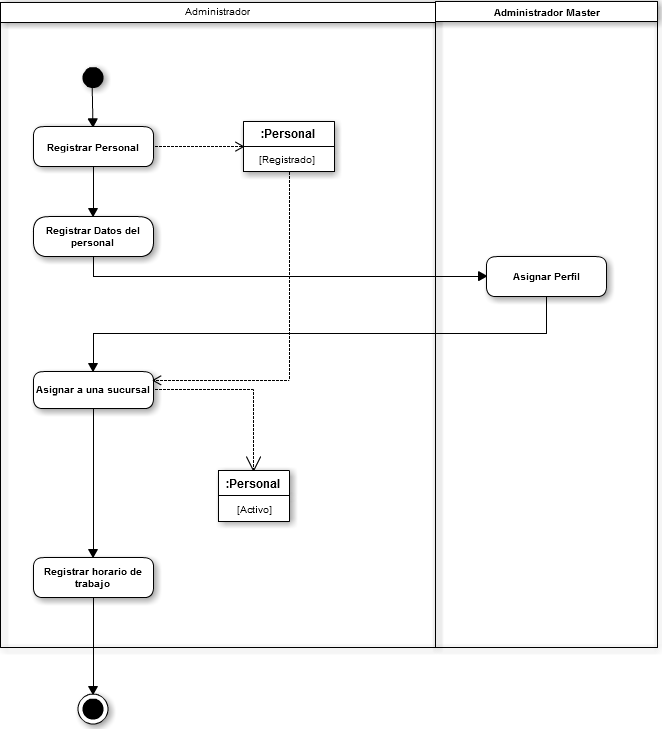 Administrador
Administrador Master
Registrar Personal
:Personal
[Registrado]
Registrar Datos del
personal
Asignar Perfil
Asignar a una sucursal
:Personal
[Activo]
Registrar horario de
trabajo